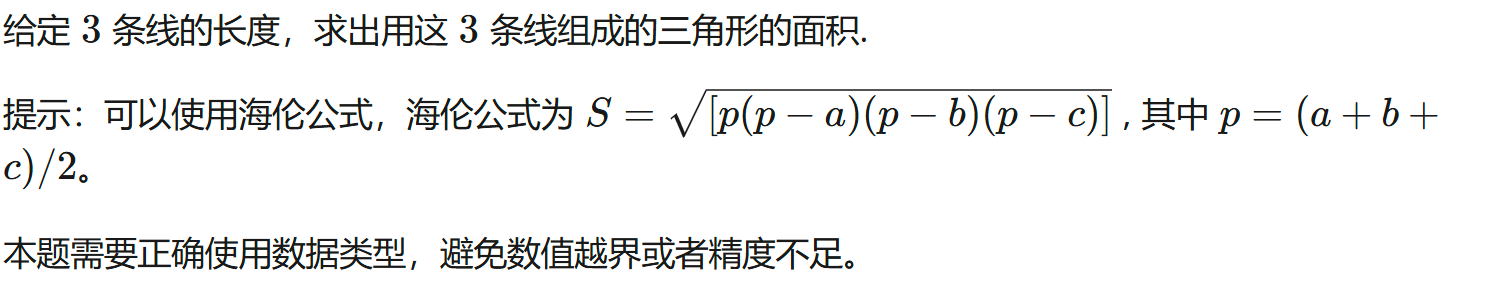 给定 3 条线的长度，求出用这 3 条线组成的三角形的面积.
提示：可以使用海伦公式，海伦公式为 S = √[p(p − a)(p − b)(p − c)] , 其中 p = (a + b +
c)/2。
本题需要正确使用数据类型，避免数值越界或者精度不足。